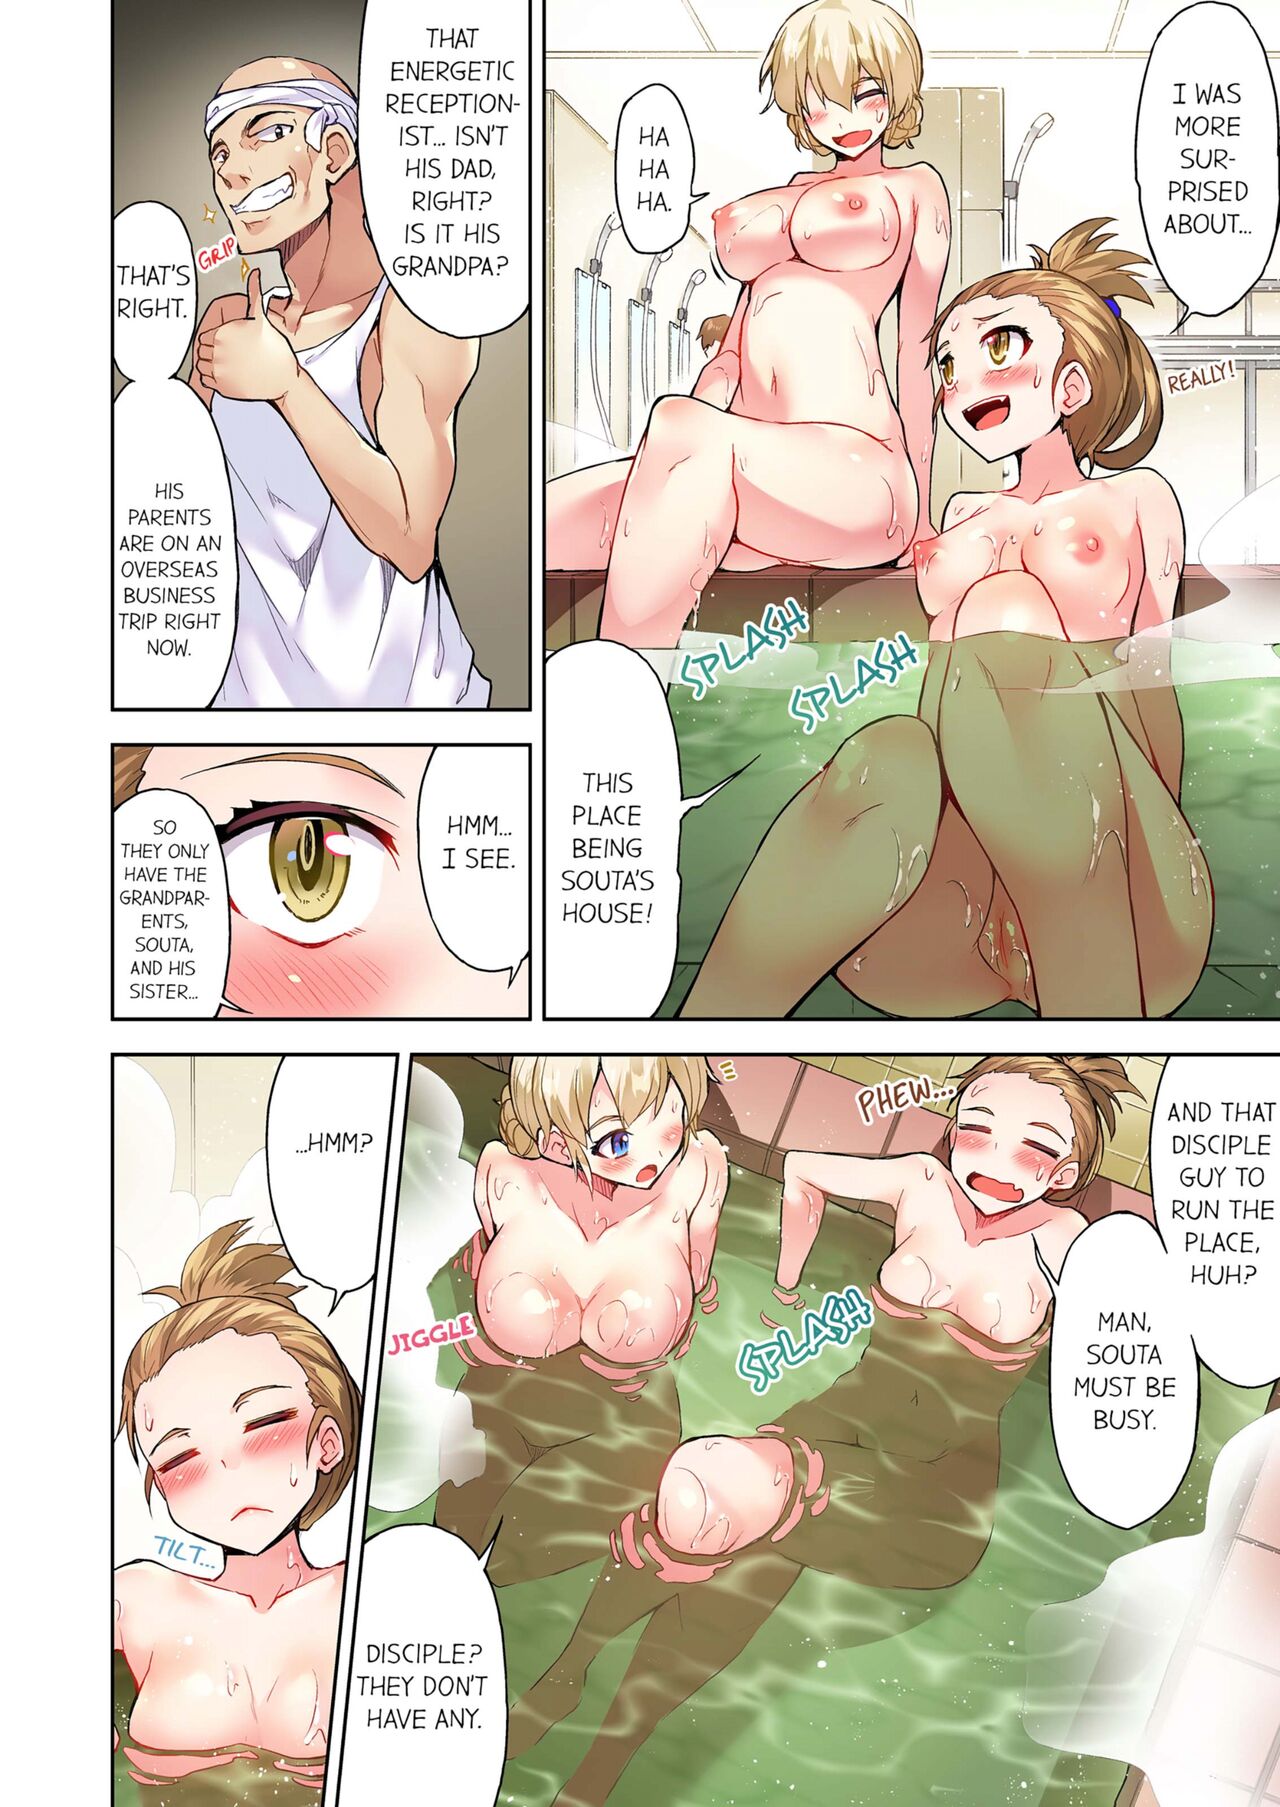 I WAS
MORE
SUR-
PRISED
ABOUT...
REALLY!
HA
HA
HA.
SPLASH
SPLASH
THIS
PLACE
BEING
SOUTA'S
HOUSE!
THAT
ENERGETIC
RECEPTION-
IST... ISN'T
HIS DAD,
RIGHT?
IS IT HIS
GRANDPA?
GRIP
THAT'S
RIGHT.
HIS
PARENTS
ARE ON AN
OVERSEAS
BUSINESS
TRIP RIGHT
NOW.
HMM...
I SEE.
SO
THEY ONLY
HAVE THE
GRANDPAR-
ENTS,
SOUTA,
AND HIS
SISTER...
AND THAT
DISCIPLE
GUY TO
RUN THE
PLACE,
HUH?
MAN,
SOUTA
MUST BE
BUSY.
PHEW...
SPLASH
JIGGLE
DISCIPLE?
THEY DON'T
HAVE ANY.
...HMM?
TILT...